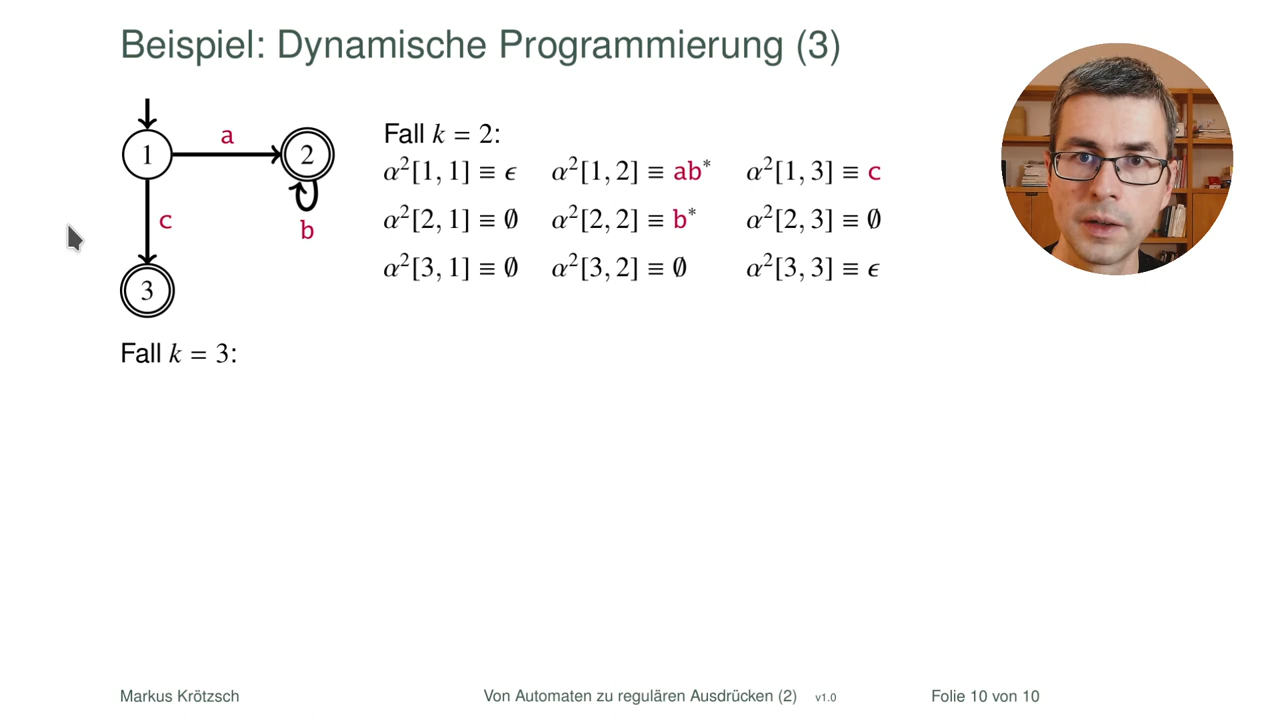 Beispiel: Dynamische Programmierung (3)
1 a 2
c
b
3
Fall k = 2:
α²[1, 1] ≡ ϵ α²[1, 2] ≡ ab* α²[1, 3] ≡ c
α²[2, 1] ≡ ∅ α²[2, 2] ≡ b* α²[2, 3] ≡ ∅
α²[3, 1] ≡ ∅ α²[3, 2] ≡ ∅ α²[3, 3] ≡ ϵ
Fall k = 3:
Markus Krötzsch Von Automaten zu regulären Ausdrücken (2) v1.0 Folie 10 von 10